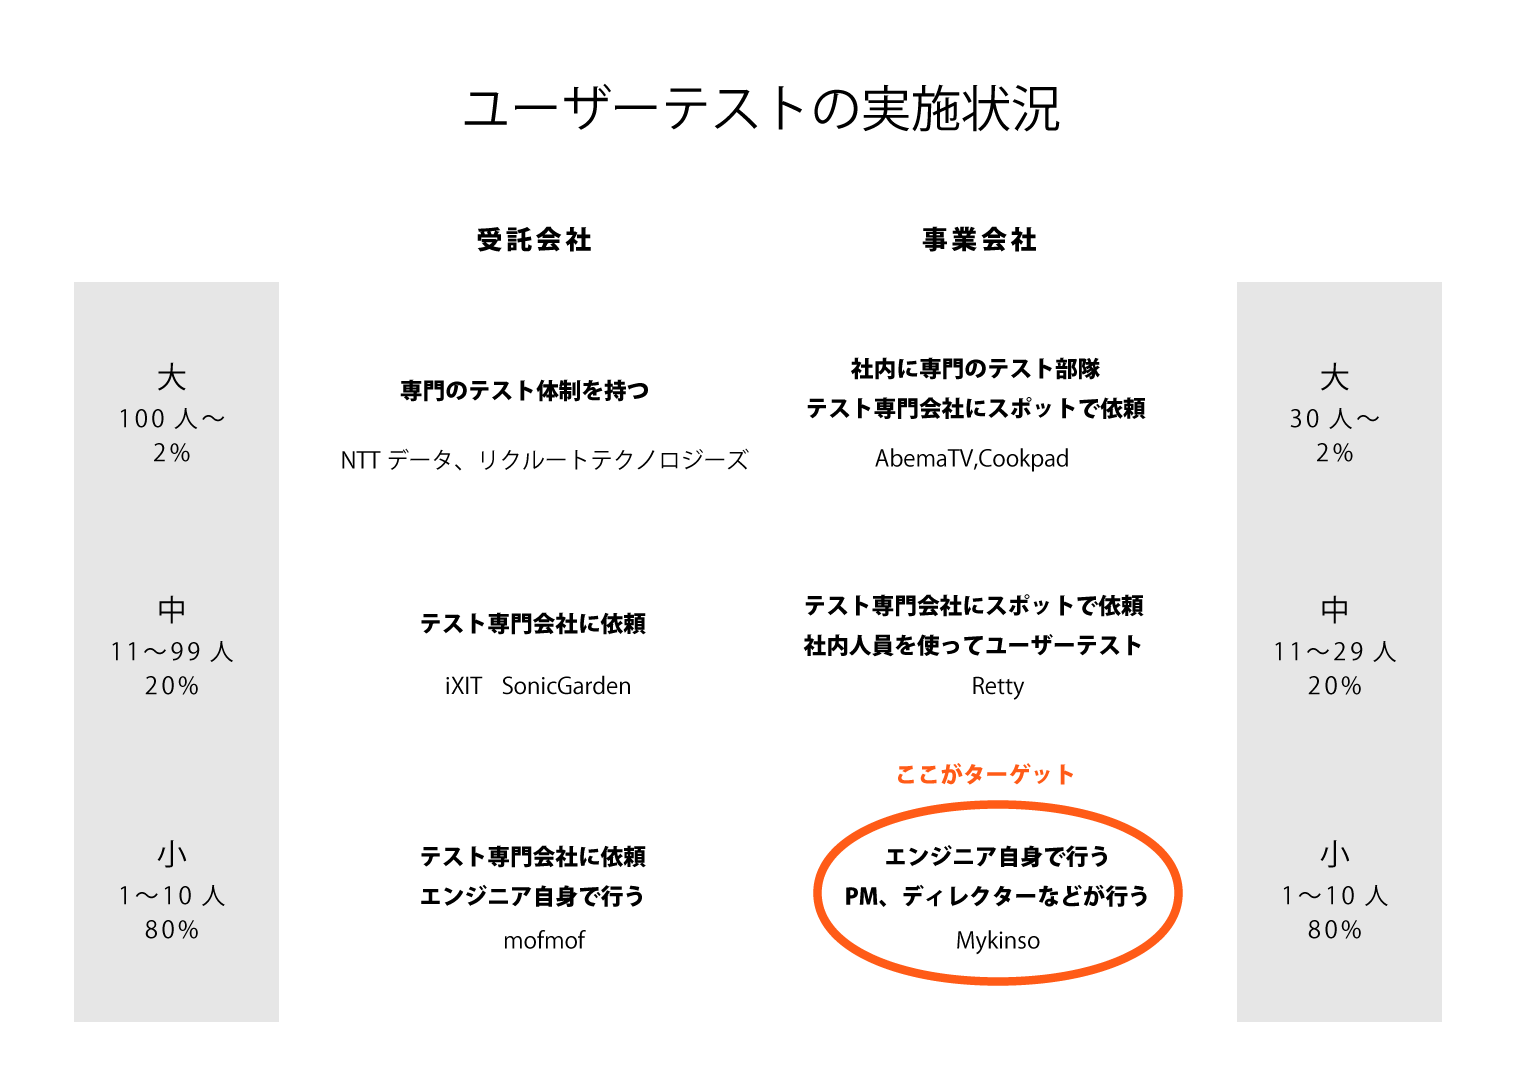 ユーザーテストの実施状況
受託会社
事業会社
大
100 人〜
2%
専門のテスト体制を持つ
NTT データ、リクルートテクノロジーズ
社内に専門のテスト部隊
テスト専門会社にスポットで依頼
AbemaTV,Cookpad
大
30 人〜
2%
中
11〜99 人
20%
テスト専門会社に依頼
iXIT SonicGarden
テスト専門会社にスポットで依頼
社内人員を使ってユーザーテスト
Retty
中
11〜29 人
20%
小
1〜10 人
80%
テスト専門会社に依頼
エンジニア自身で行う
mofmof
ここがターゲット
エンジニア自身で行う
PM、ディレクターなどが行う
Mykinso
小
1〜10 人
80%